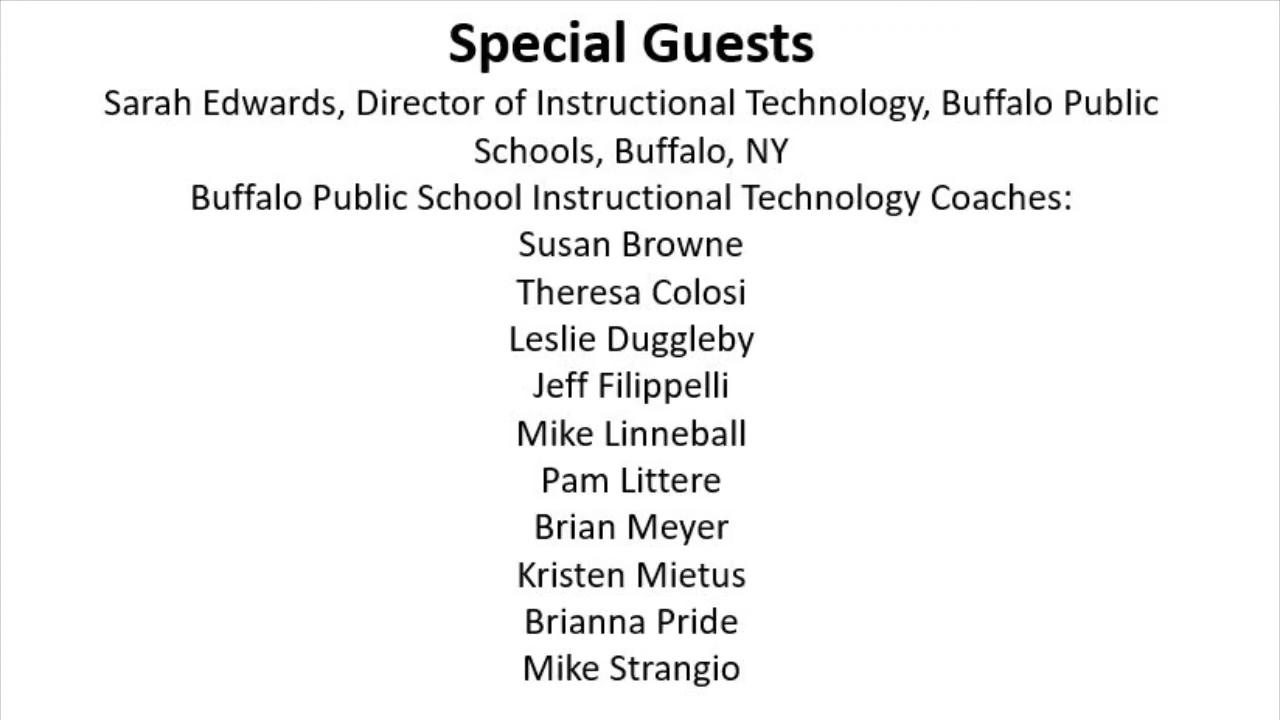 Special Guests
Sarah Edwards, Director of Instructional Technology, Buffalo Public
Schools, Buffalo, NY
Buffalo Public School Instructional Technology Coaches:
Susan Browne
Theresa Colosi
Leslie Duggleby
Jeff Filippelli
Mike Linneball
Pam Littere
Brian Meyer
Kristen Mietus
Brianna Pride
Mike Strangio